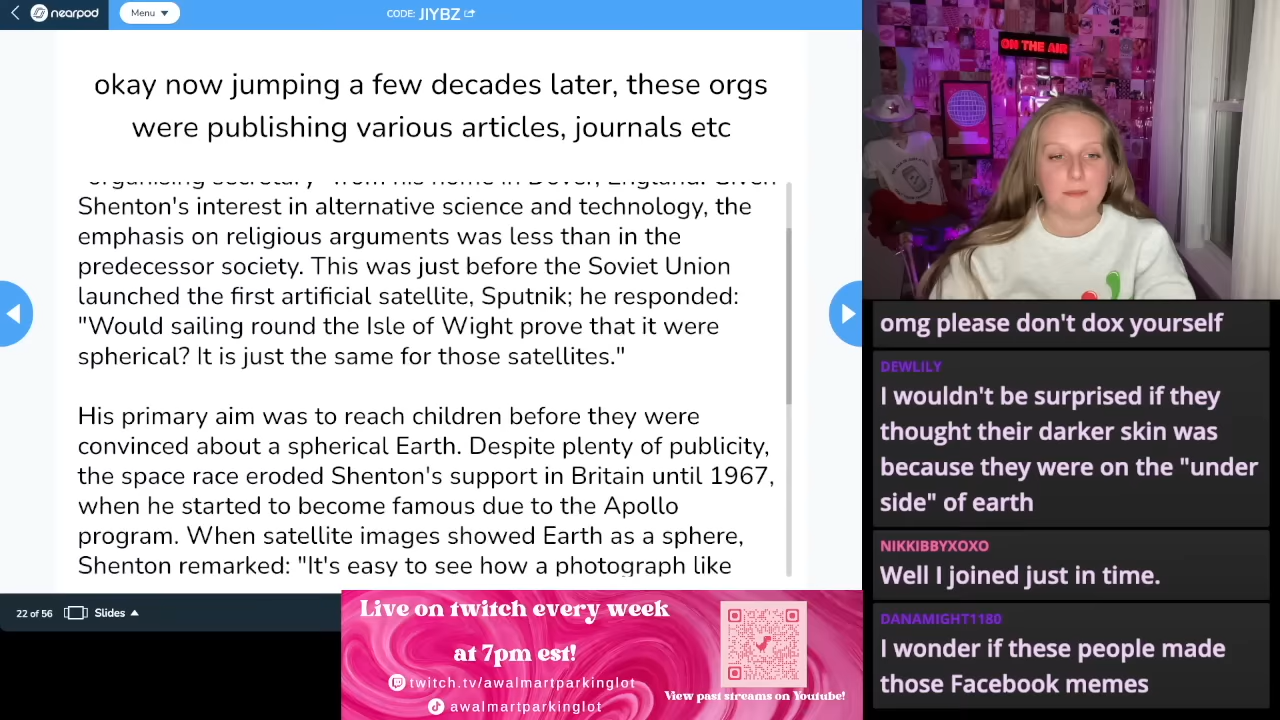 nearpod
Menu
CODE: JIYBZ
okay now jumping a few decades later, these orgs
were publishing various articles, journals etc
"organising secretary" from his home in Dover, England. Given
Shenton's interest in alternative science and technology, the
emphasis on religious arguments was less than in the
predecessor society. This was just before the Soviet Union
launched the first artificial satellite, Sputnik; he responded:
"Would sailing round the Isle of Wight prove that it were
spherical? It is just the same for those satellites."
His primary aim was to reach children before they were
convinced about a spherical Earth. Despite plenty of publicity,
the space race eroded Shenton's support in Britain until 1967,
when he started to become famous due to the Apollo
program. When satellite images showed Earth as a sphere,
Shenton remarked: "It's easy to see how a photograph like
22 of 56
Slides
Live on twitch every week
at 7pm est!
twitch.tv/awalmartparkinglot
awalmartparkinglot
View past streams on Youtube!
ON THE AIR
omg please don't dox yourself
DEWLILY
I wouldn't be surprised if they
thought their darker skin was
because they were on the "under
side" of earth
NIKKIBBYXOXO
Well I joined just in time.
DANAMIGHT1180
I wonder if these people made
those Facebook memes